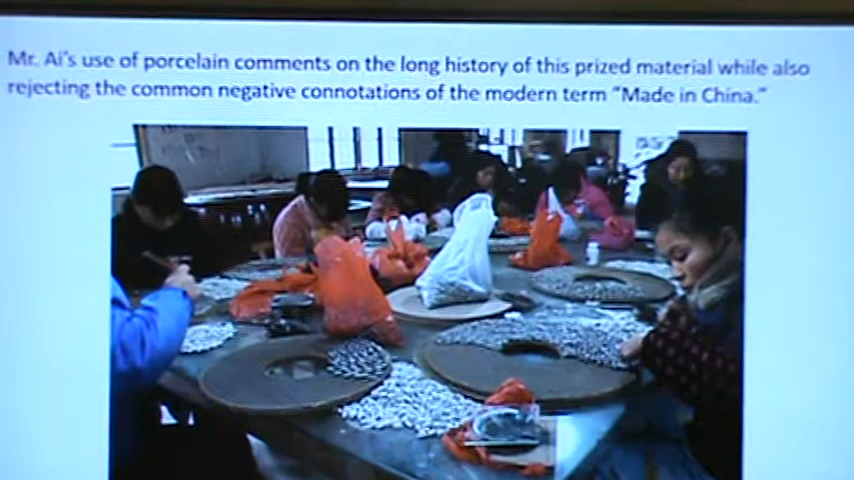 Mr. Ai's use of porcelain comments on the long history of this prized material while also
rejecting the common negative connotations of the modern term "Made in China."